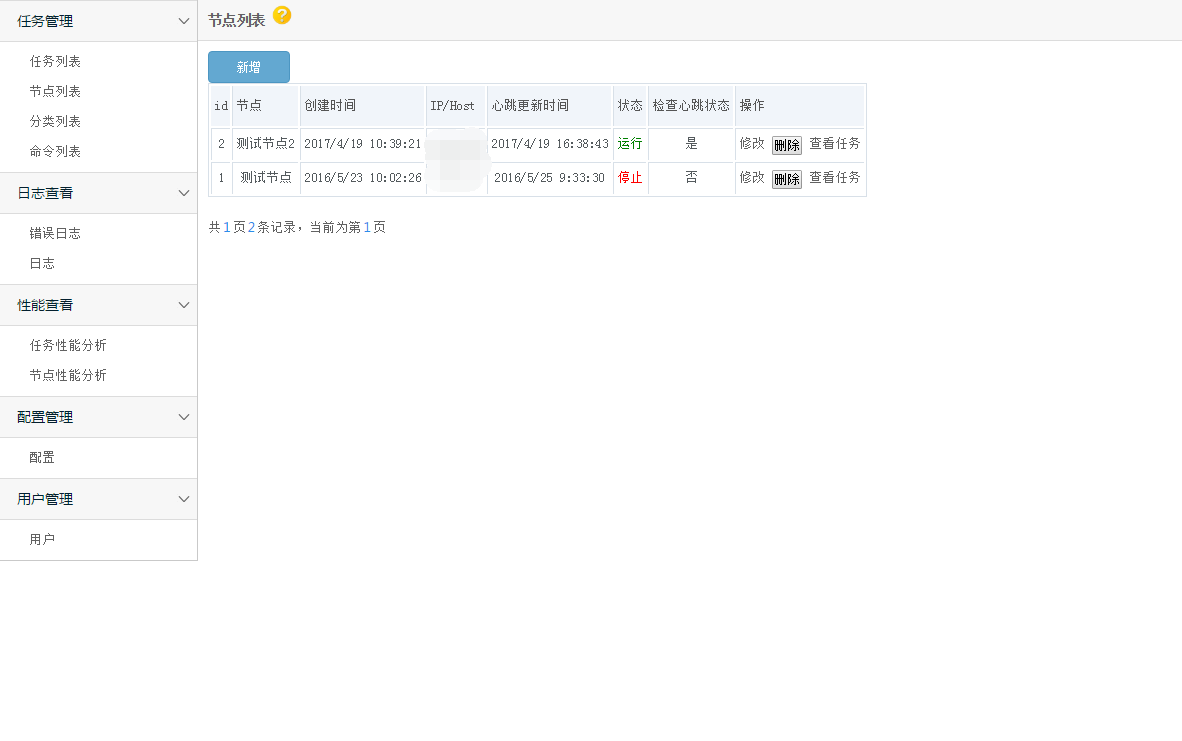 任务管理
任务列表
节点列表
分类列表
命令列表
日志查看
错误日志
日志
性能查看
任务性能分析
节点性能分析
配置管理
配置
用户管理
用户
节点列表 ?
新增
id 节点 创建时间 IP/Host 心跳更新时间 状态 检查心跳状态 操作
2 测试节点2 2017/4/19 10:39:21 2017/4/19 16:38:43 运行 是 修改 删除 查看任务
1 测试节点 2016/5/23 10:02:26 2016/5/25 9:33:30 停止 否 修改 删除 查看任务
共1页2条记录，当前为第1页